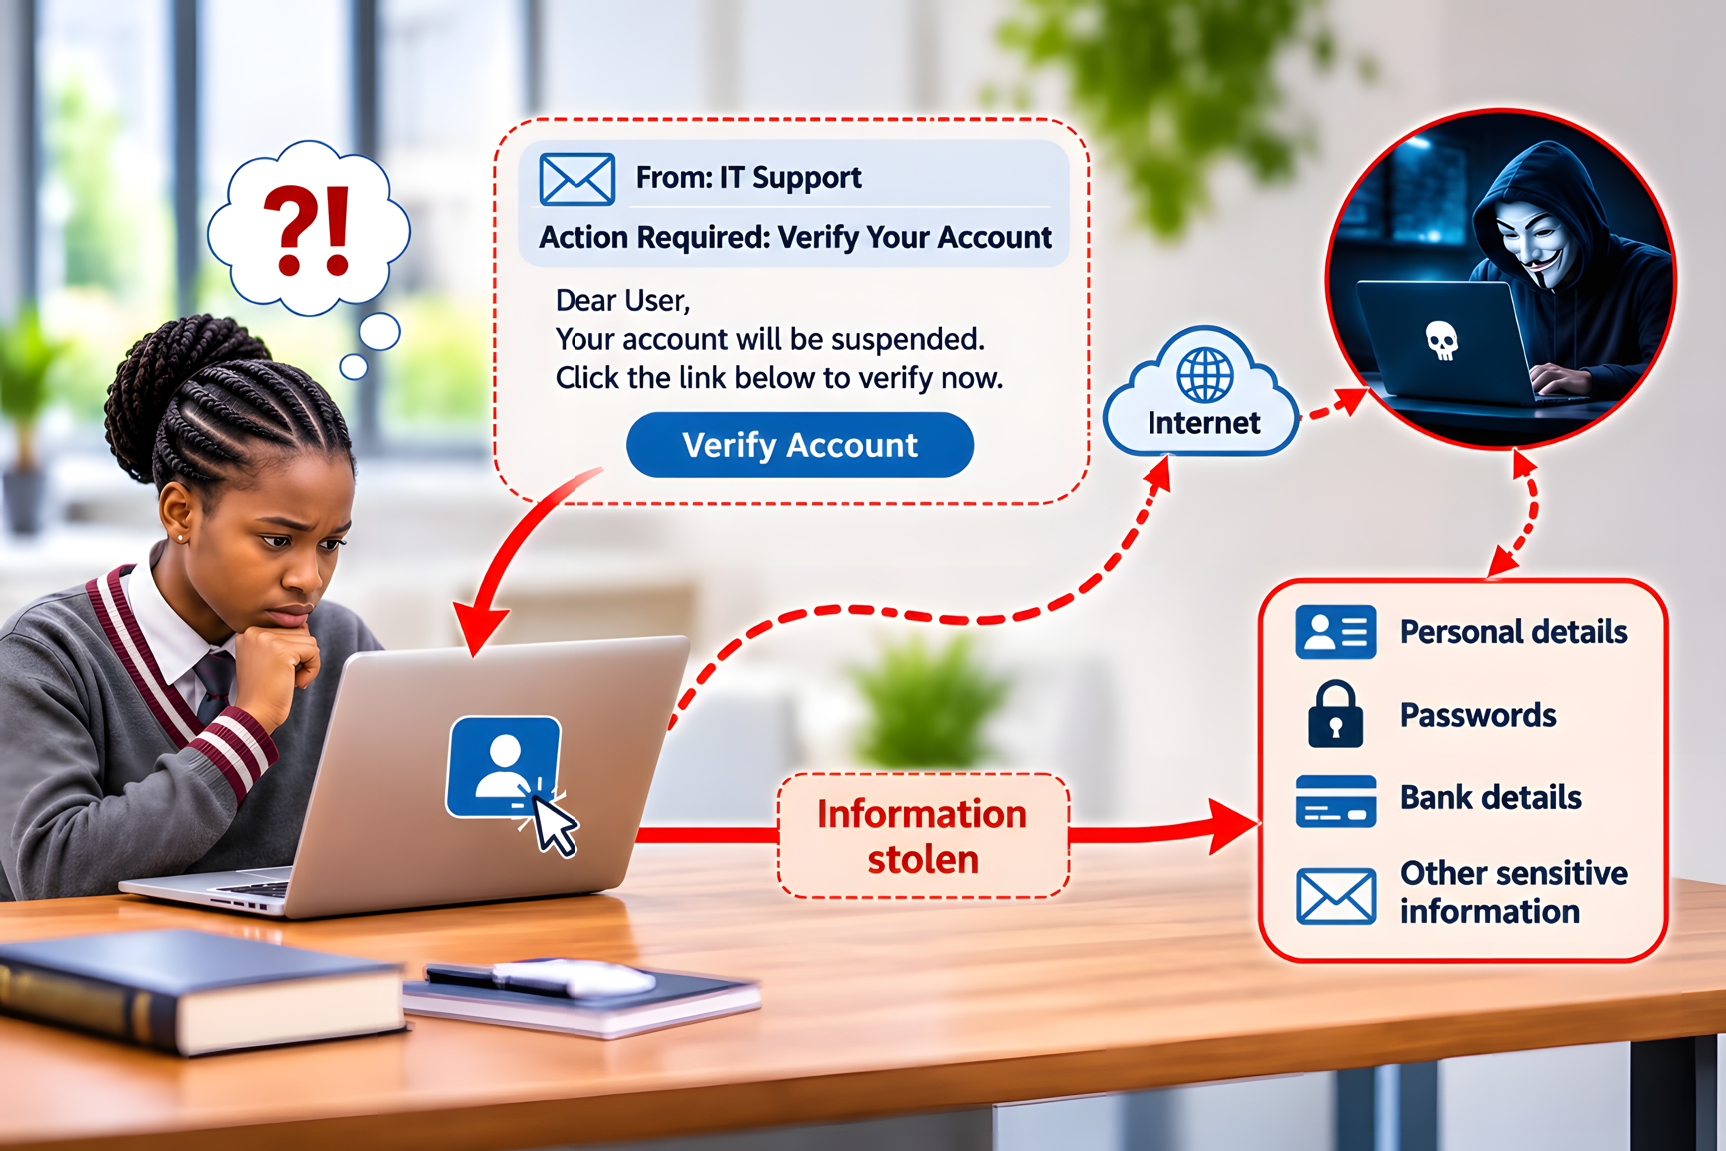 ?!
From: IT Support
Action Required: Verify Your Account
Dear User,
Your account will be suspended.
Click the link below to verify now.
Verify Account
Internet
Information
stolen
Personal details
Passwords
Bank details
Other sensitive
information